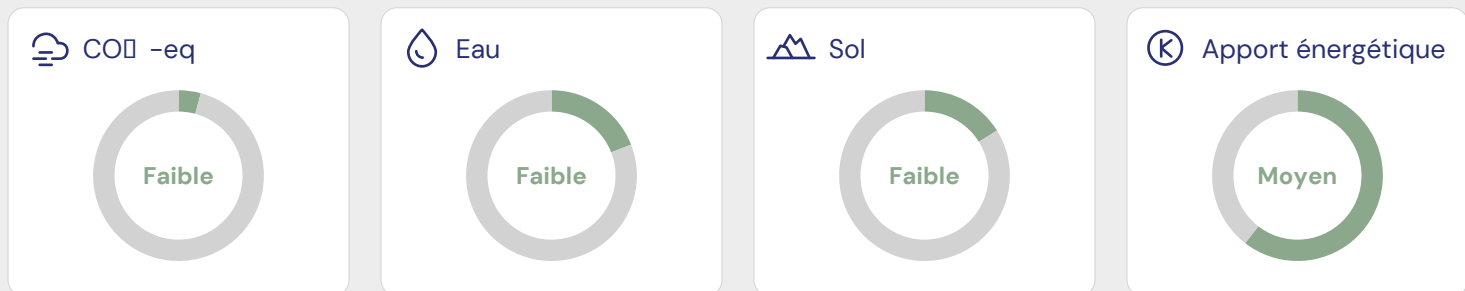 CO▯ -eq
Eau
Sol
Apport énergétique
Faible
Faible
Faible
Moyen